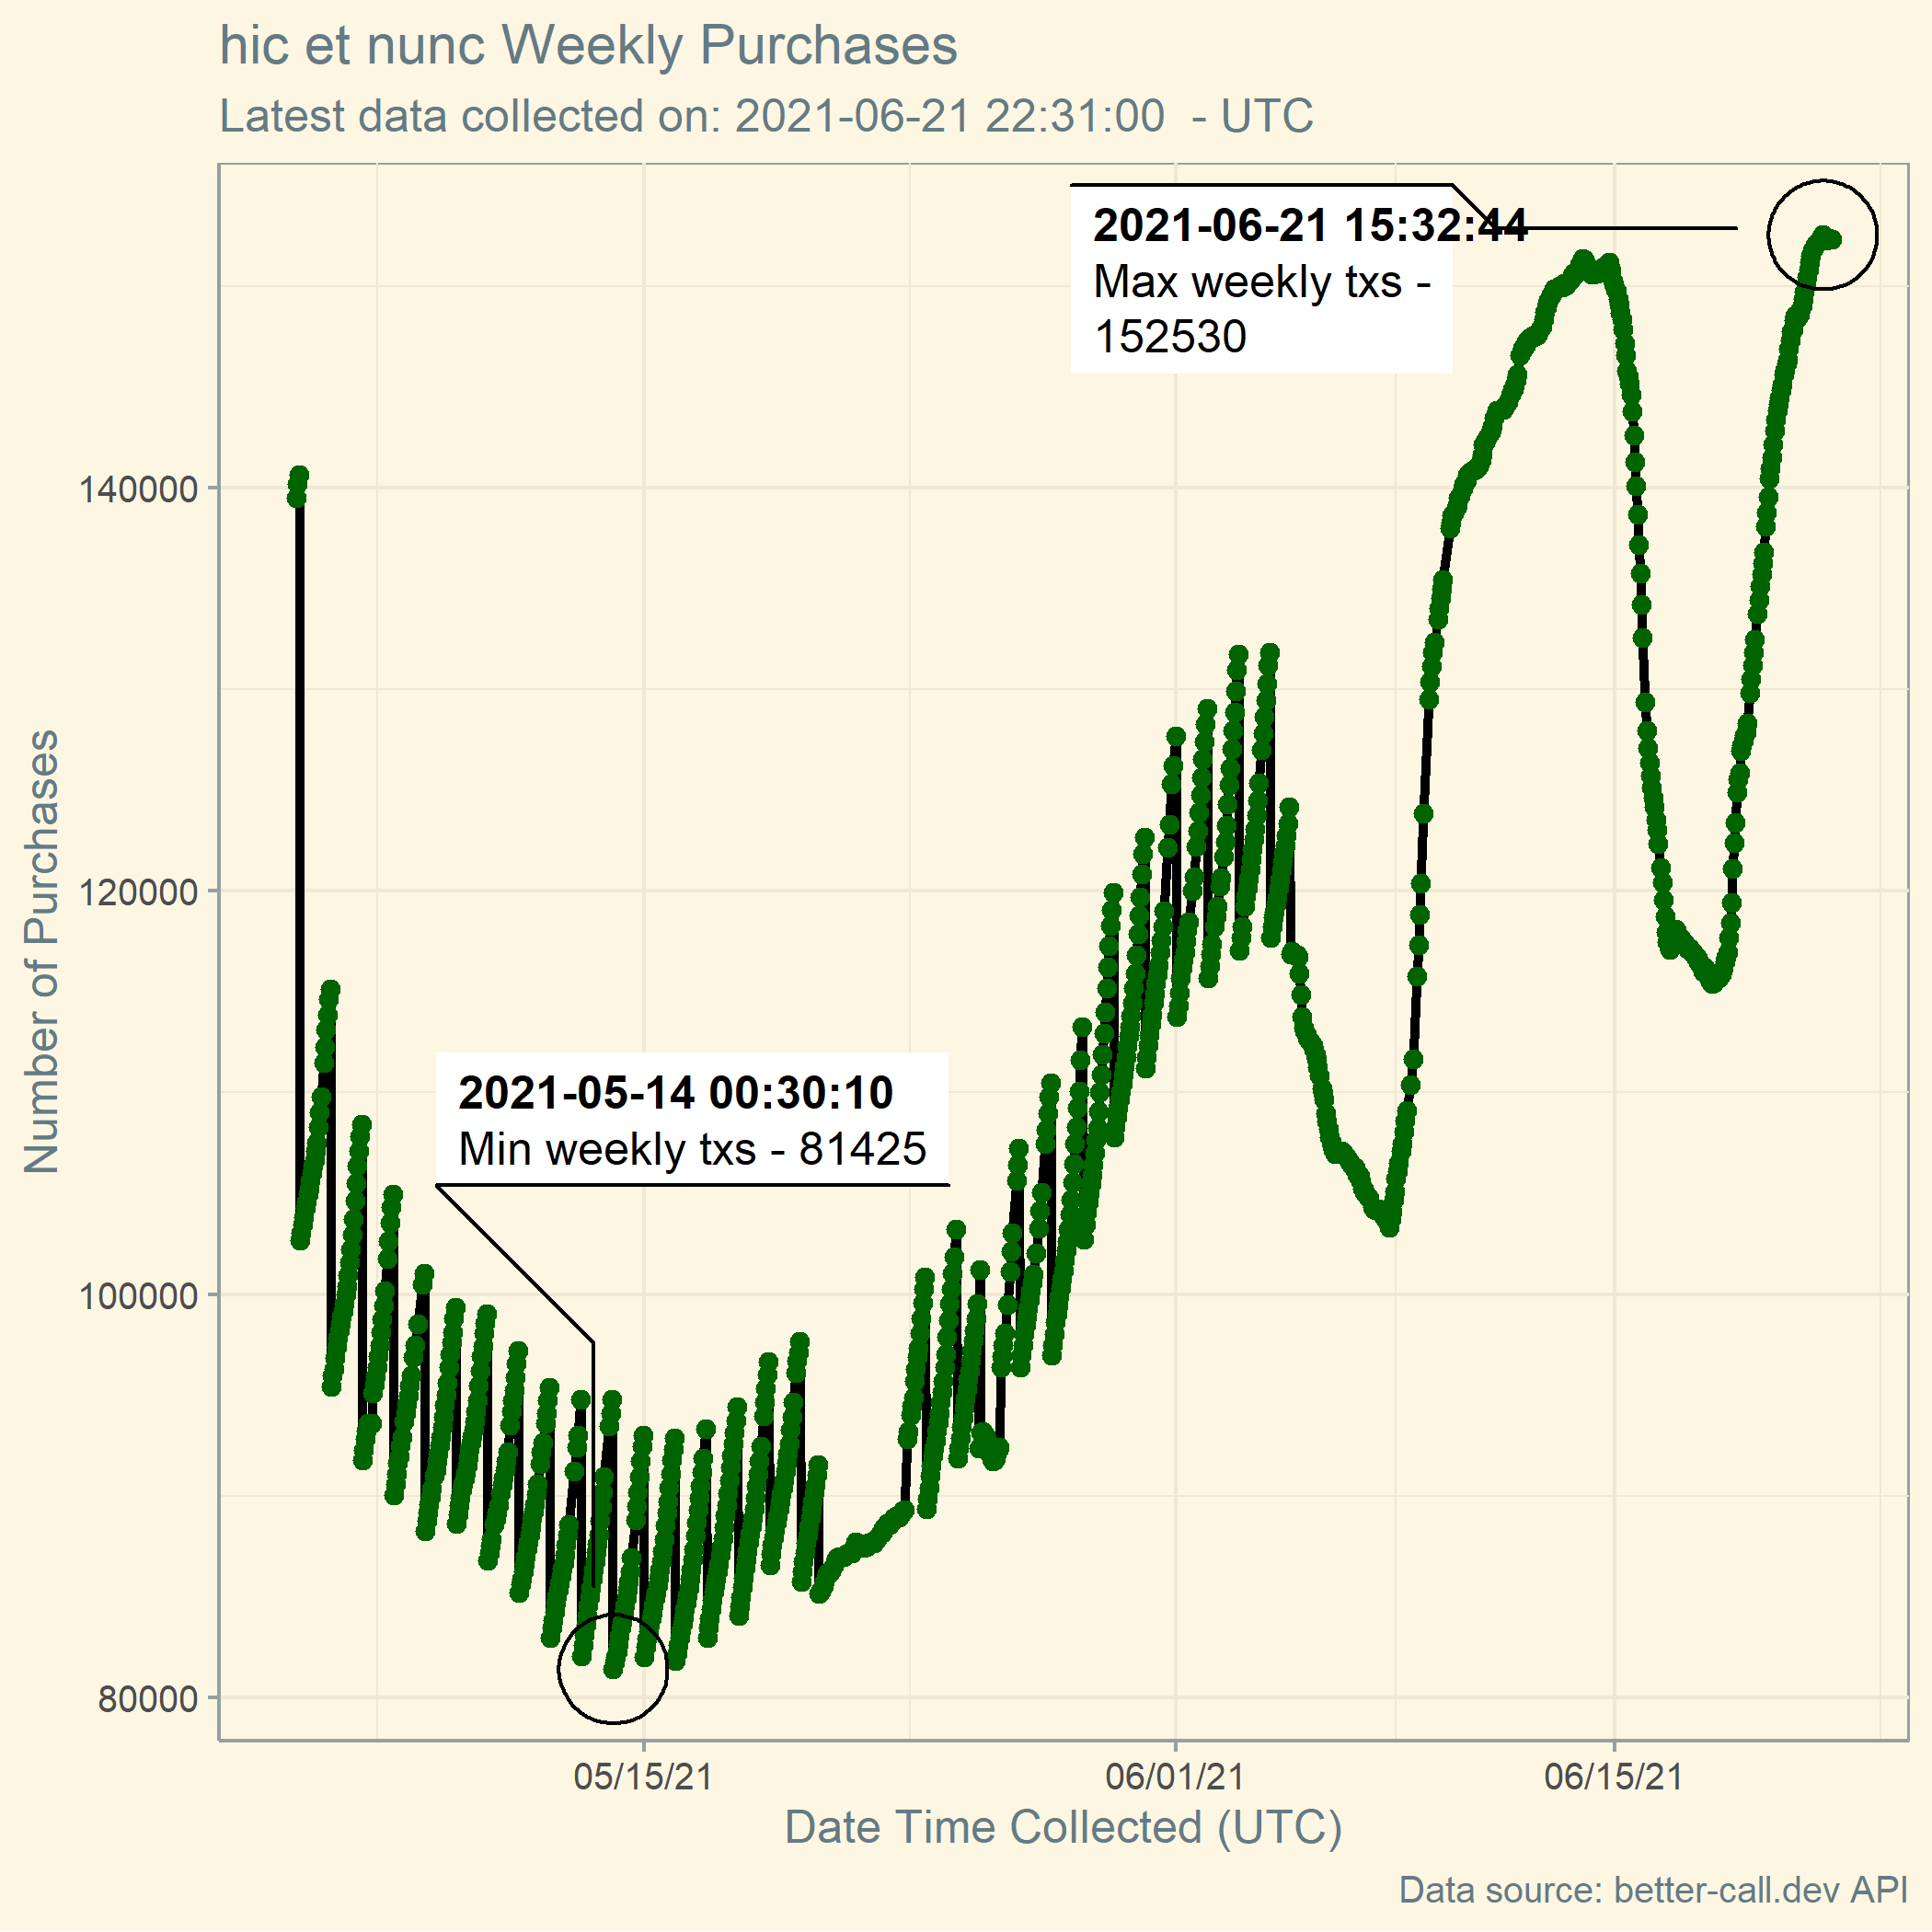 hic et nunc Weekly Purchases
Latest data collected on: 2021-06-21 22:31:00  - UTC
2021-06-21 15:32:44
Max weekly txs -
152530
2021-05-14 00:30:10
Min weekly txs - 81425
Number of Purchases
140000
120000
100000
80000
05/15/21
06/01/21
06/15/21
Date Time Collected (UTC)
Data source: better-call.dev API